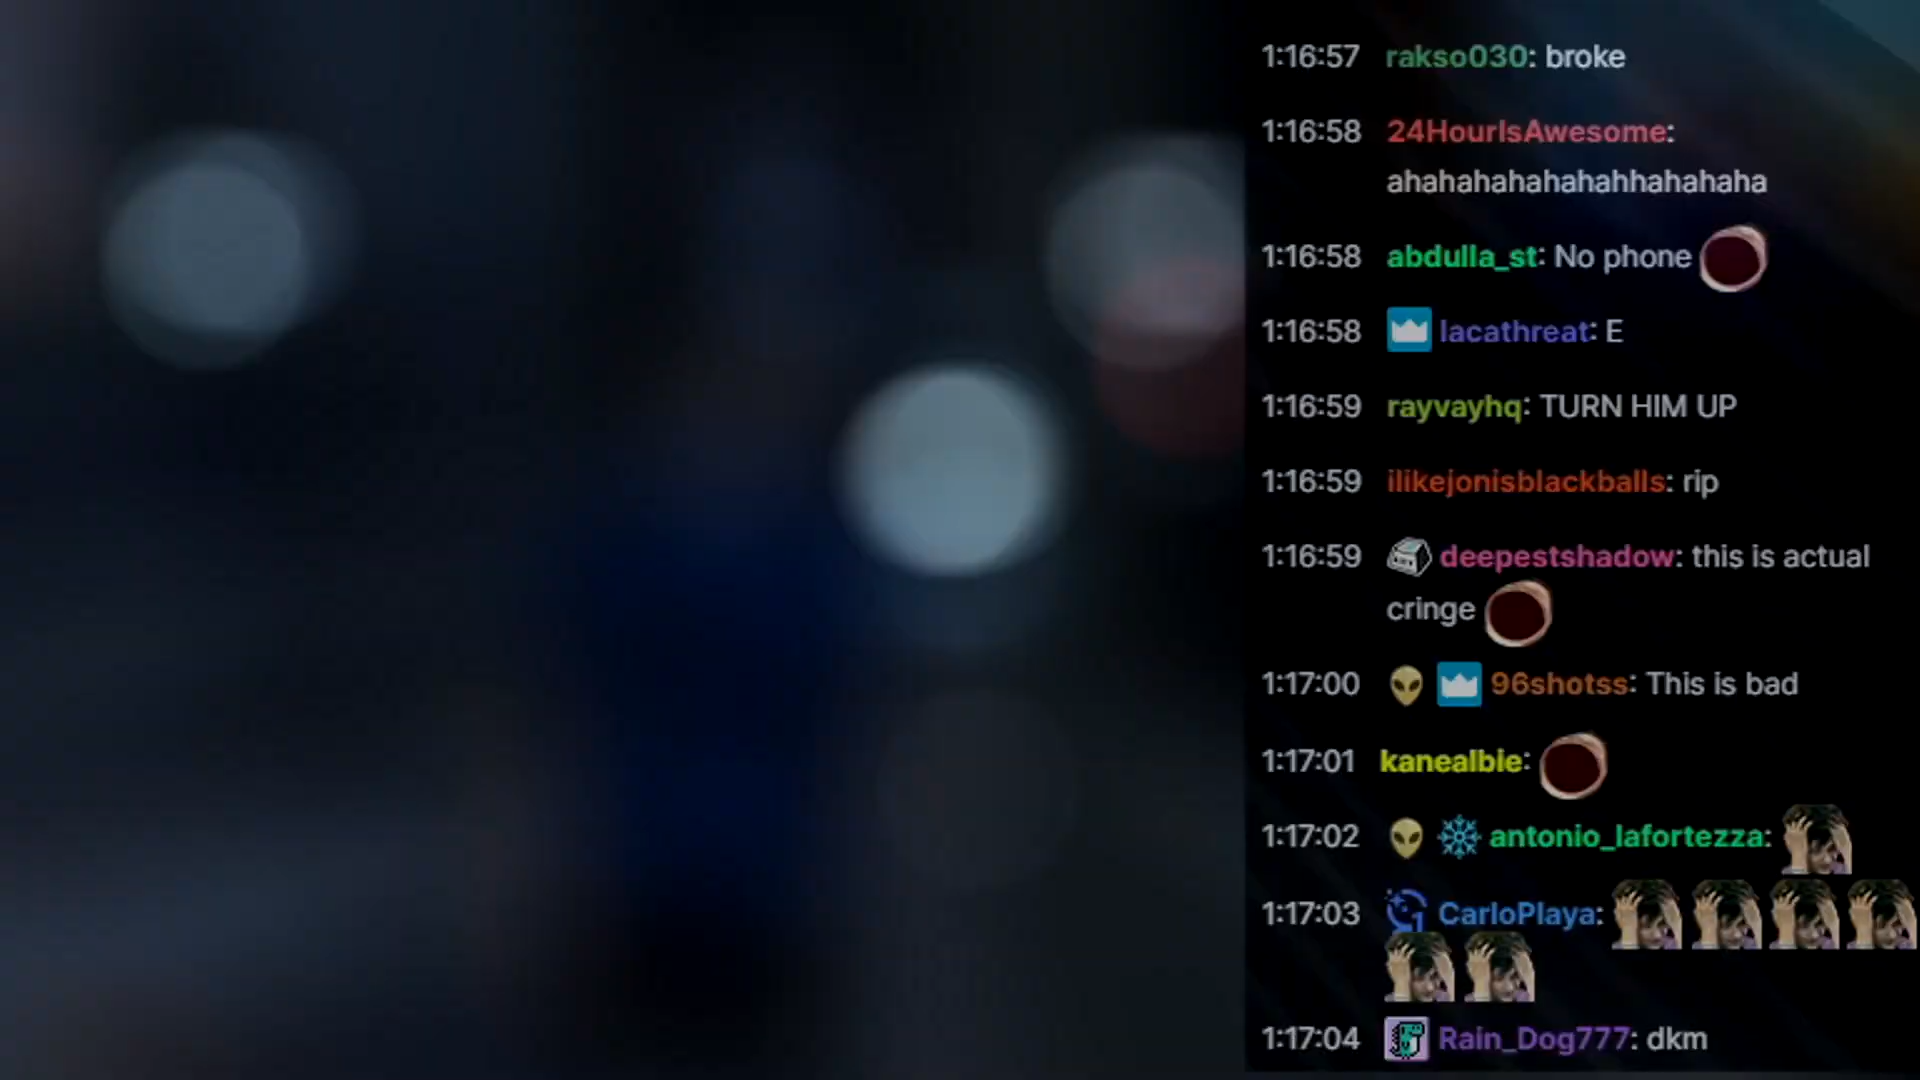 1:16:57 rakso030: broke
1:16:58 24HourIsAwesome:
ahahahahahahahhahahaha
1:16:58 abdulla_st: No phone
1:16:58 lacathreat: E
1:16:59 rayvayhq: TURN HIM UP
1:16:59 ilikejonisblackballs: rip
1:16:59 deepestshadow: this is actual
cringe
1:17:00 96shotss: This is bad
1:17:01 kanealbie:
1:17:02 antonio_lafortezza:
1:17:03 CarloPlaya:
1:17:04 Rain_Dog777: dkm